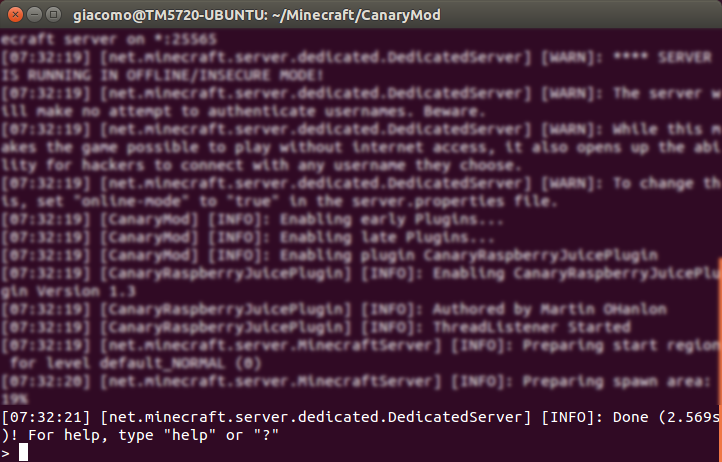 giacomo@TM5720-UBUNTU: ~/Minecraft/CanaryMod
ecraft server on *:25565
[07:32:19] [net.minecraft.server.dedicated.DedicatedServer] [WARN]: **** SERVER
IS RUNNING IN OFFLINE/INSECURE MODE!
[07:32:19] [net.minecraft.server.dedicated.DedicatedServer] [WARN]: The server w
ill make no attempt to authenticate usernames. Beware.
[07:32:19] [net.minecraft.server.dedicated.DedicatedServer] [WARN]: While this m
akes the game possible to play without internet access, it also opens up the abi
lity for hackers to connect with any username they choose.
[07:32:19] [net.minecraft.server.dedicated.DedicatedServer] [WARN]: To change th
is, set "online-mode" to "true" in the server.properties file.
[07:32:19] [CanaryMod] [INFO]: Enabling early Plugins...
[07:32:19] [CanaryMod] [INFO]: Enabling late Plugins...
[07:32:19] [CanaryMod] [INFO]: Enabling plugin CanaryRaspberryJuicePlugin
[07:32:19] [CanaryRaspberryJuicePlugin] [INFO]: Enabling CanaryRaspberryJuicePlu
gin Version 1.3
[07:32:19] [CanaryRaspberryJuicePlugin] [INFO]: Authored by Martin OHanlon
[07:32:19] [CanaryRaspberryJuicePlugin] [INFO]: ThreadListener Started
[07:32:19] [net.minecraft.server.MinecraftServer] [INFO]: Preparing start region
for level default_NORMAL (0)
[07:32:20] [net.minecraft.server.MinecraftServer] [INFO]: Preparing spawn area:
19%
[07:32:21] [net.minecraft.server.dedicated.DedicatedServer] [INFO]: Done (2.569s
)! For help, type "help" or "?"
>